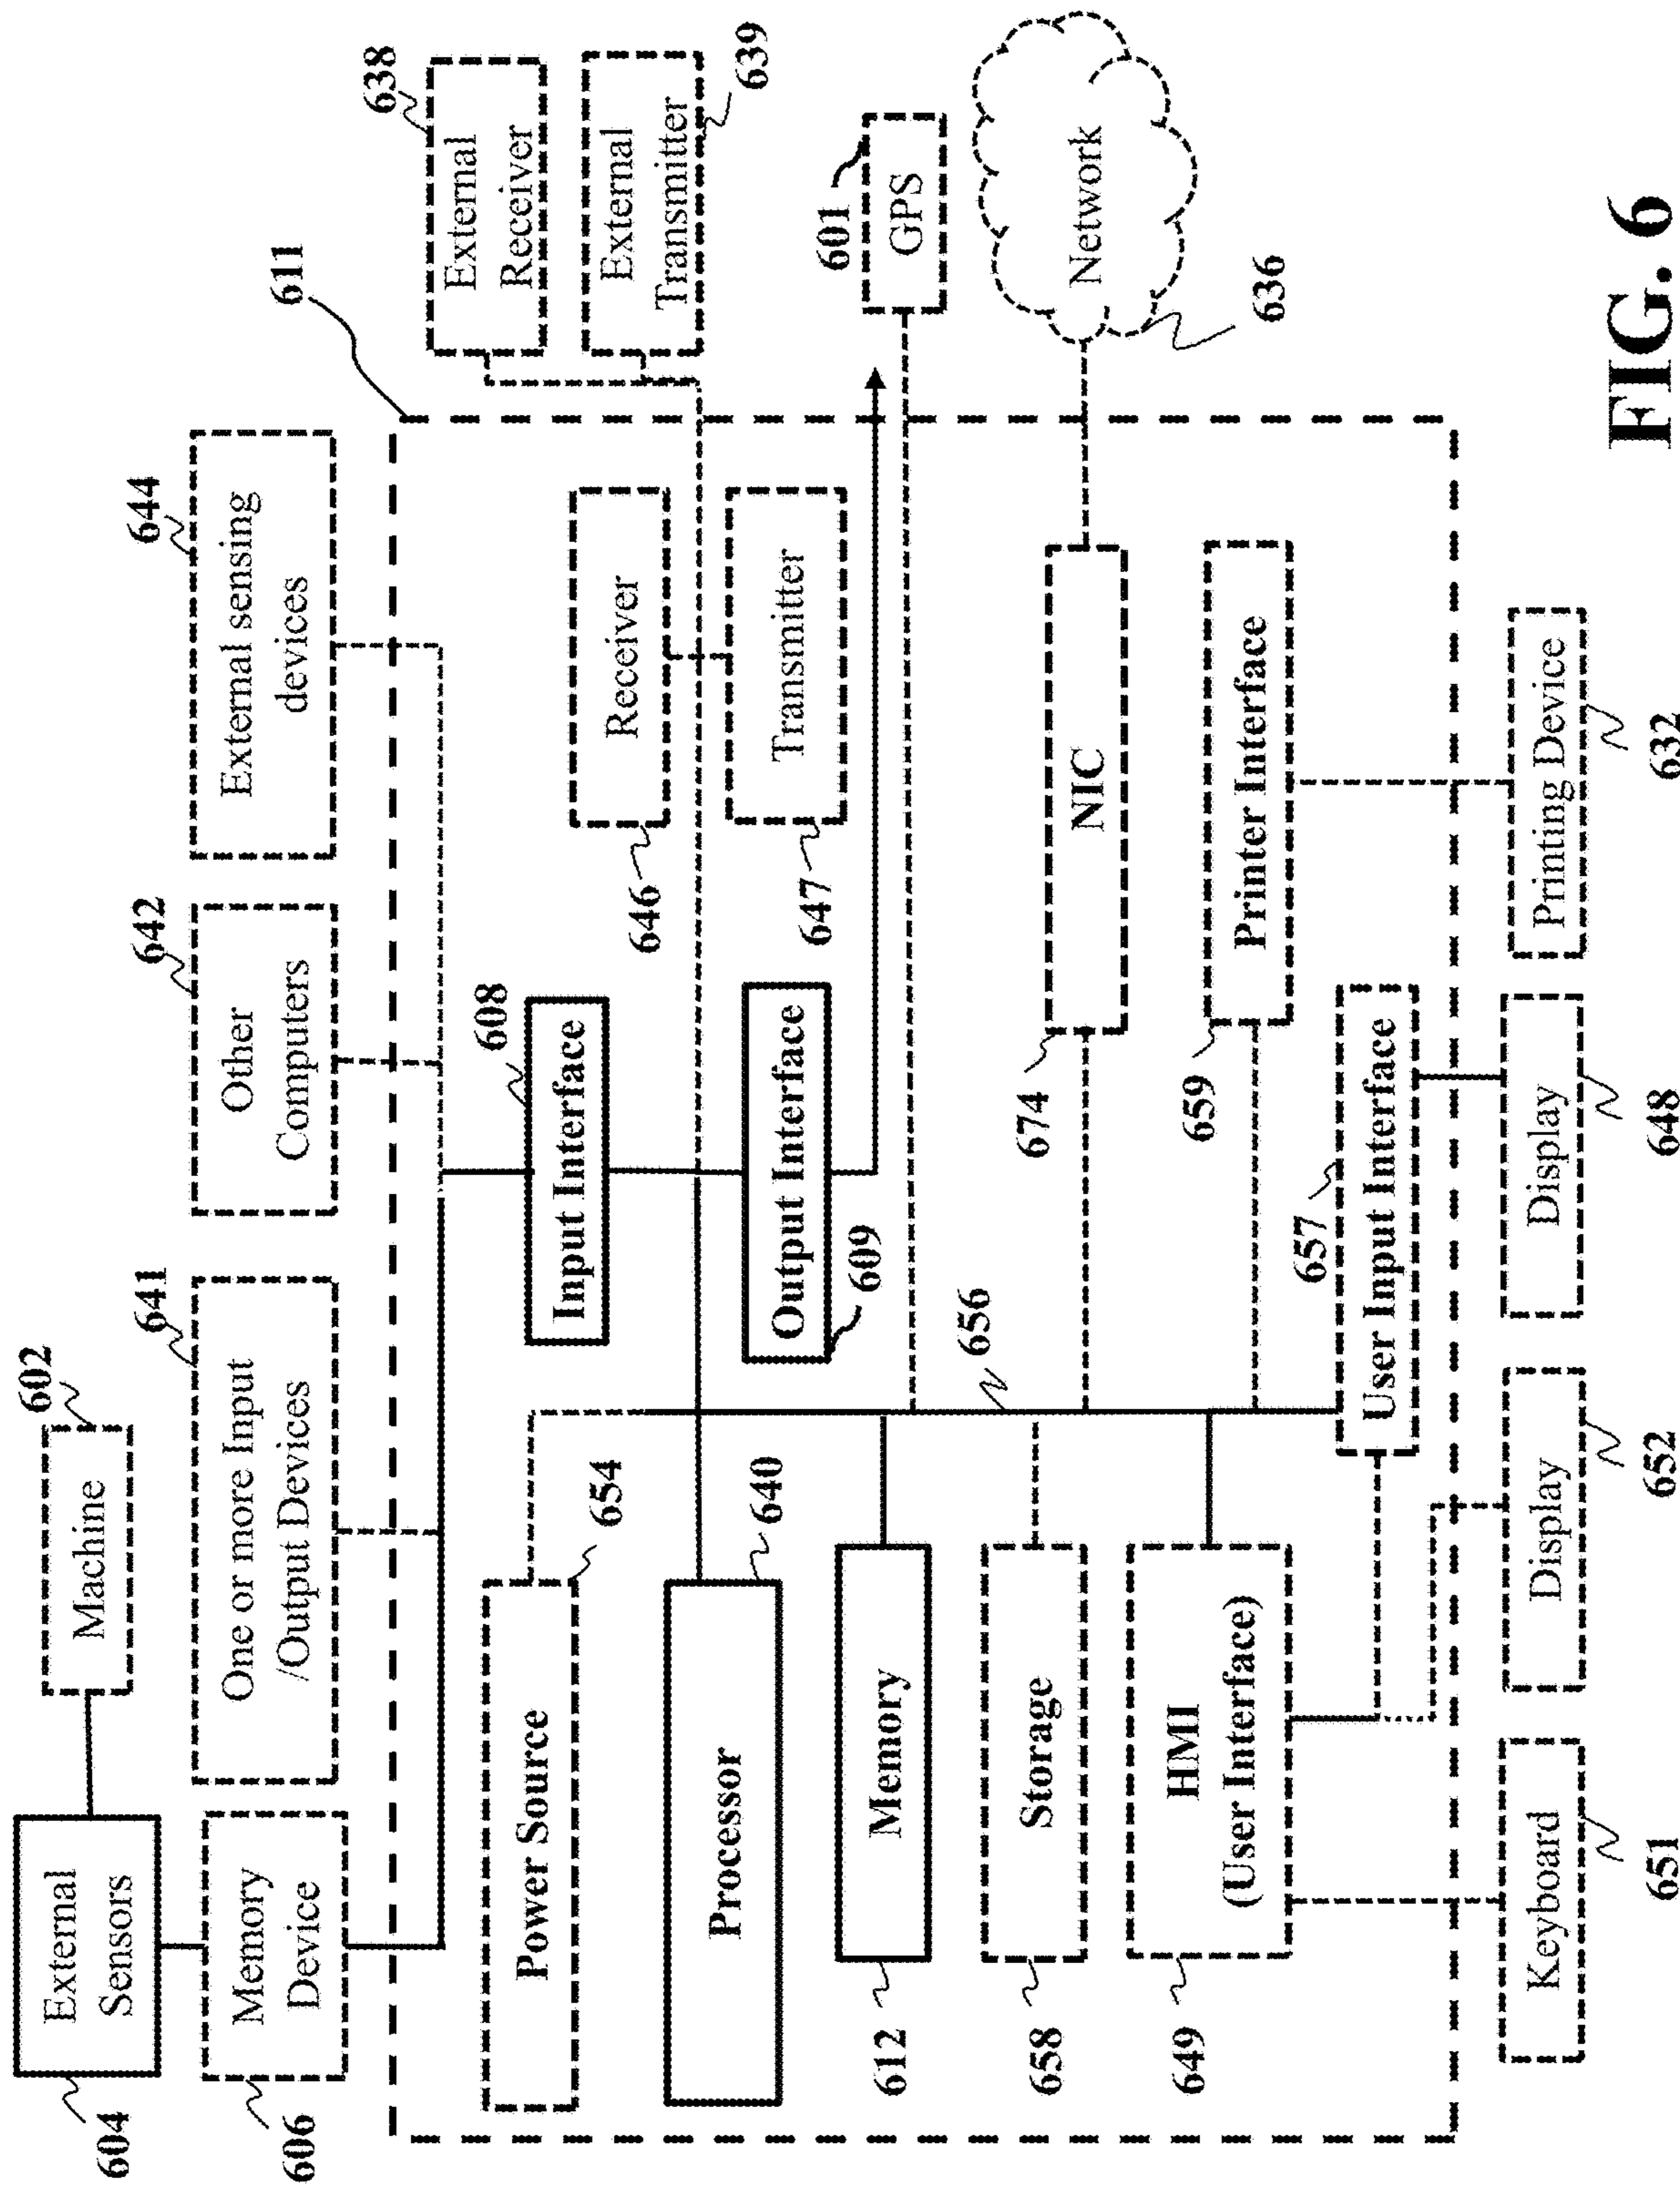 602
Machine
External
Sensors
604
641
One or more Input
/Output Devices
642
Other
Computers
644
External sensing
devices
Memory
Device
606
611
638
External
Receiver
External
Transmitter
639
608
Input Interface
Receiver
646
Transmitter
647
Output Interface
609
601
GPS
Power Source
654
Processor
640
Memory
612
656
Storage
658
674
NIC
Network
636
HMI
(User Interface)
649
659
Printer Interface
657
User Input Interface
Keyboard
651
Display
652
Display
648
Printing Device
632
FIG. 6